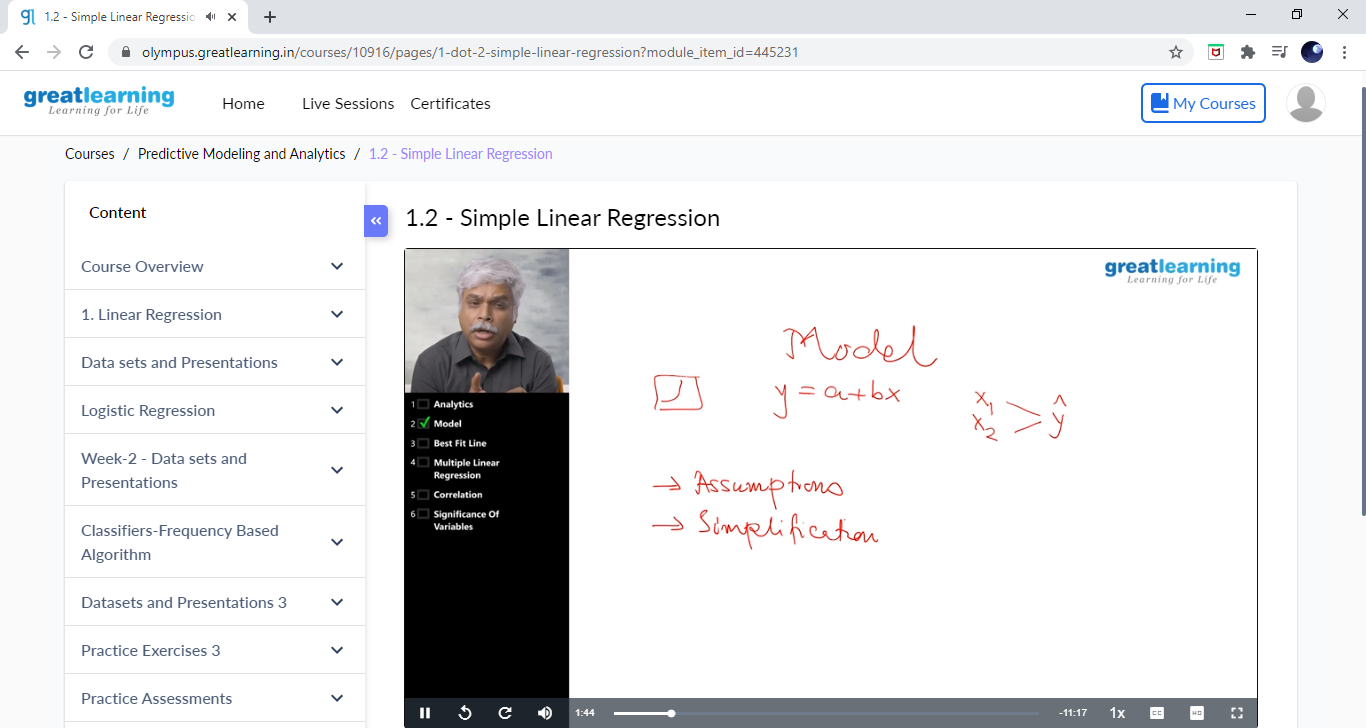 1.2 - Simple Linear Regressio
olympus.greatlearning.in/courses/10916/pages/1-dot-2-simple-linear-regression?module_item_id=445231
greatlearning
Learning for Life
Home Live Sessions Certificates
My Courses
Courses / Predictive Modeling and Analytics / 1.2 - Simple Linear Regression
Content
Course Overview
1. Linear Regression
Data sets and Presentations
Logistic Regression
Week-2 - Data sets and
Presentations
Classifiers-Frequency Based
Algorithm
Datasets and Presentations 3
Practice Exercises 3
Practice Assessments
«
1.2 - Simple Linear Regression
greatlearning
Learning for Life
1 Analytics
2 Model
3 Best Fit Line
4 Multiple Linear
Regression
5 Correlation
6 Significance Of
Variables
Model
y = a+bx
x₁
x₂ > ŷ
→ Assumptions
→ Simplification
1:44
-11:17
1x
CC
HD